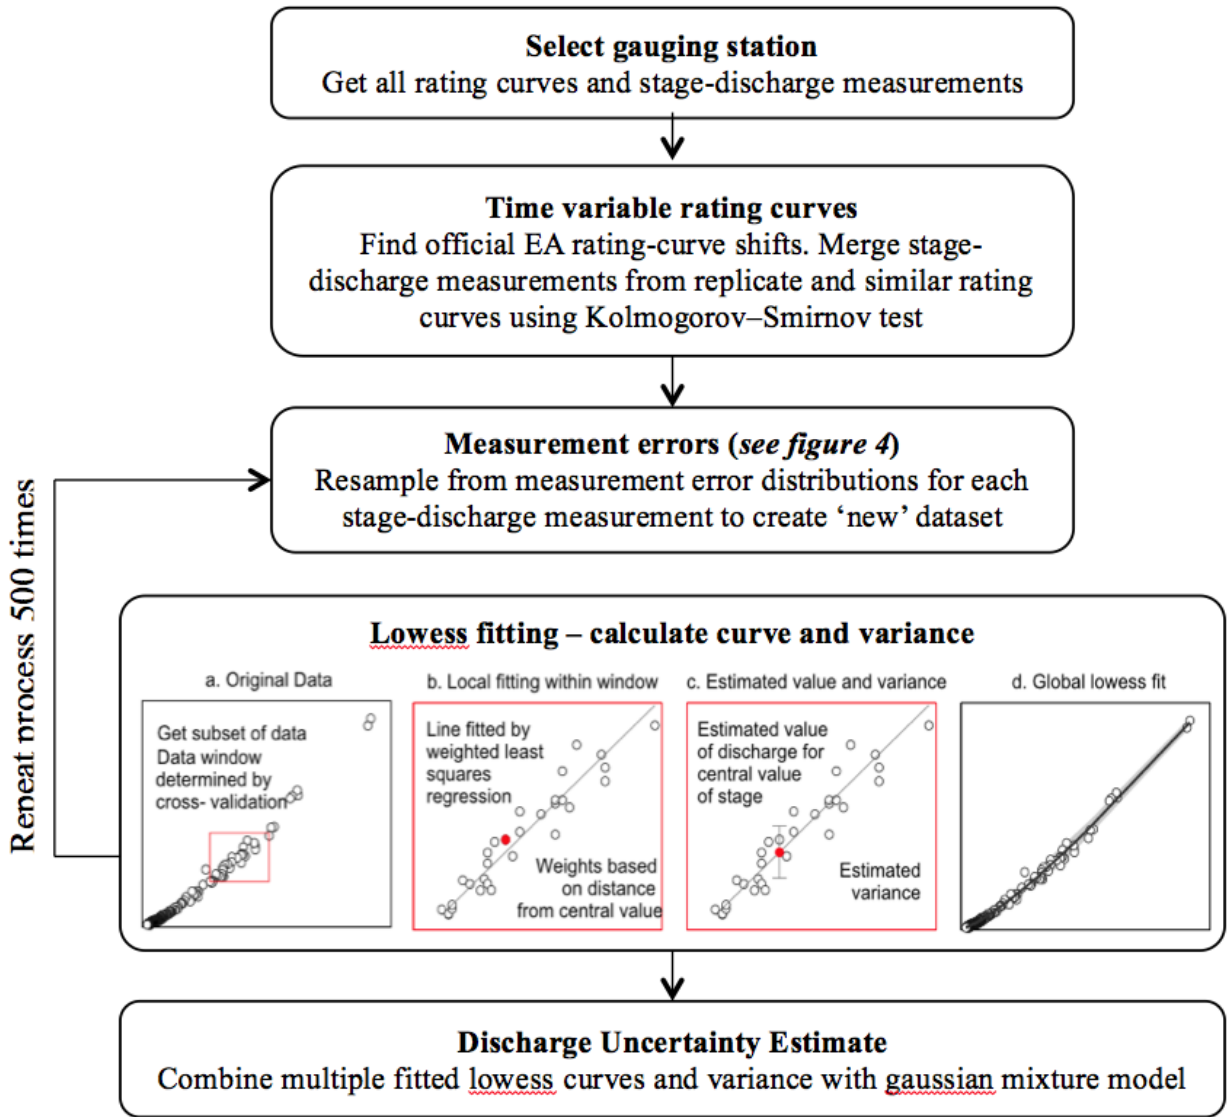 Select gauging station
Get all rating curves and stage-discharge measurements
Time variable rating curves
Find official EA rating-curve shifts. Merge stage-
discharge measurements from replicate and similar rating
curves using Kolmogorov–Smirnov test
Measurement errors (see figure 4)
Resample from measurement error distributions for each
stage-discharge measurement to create ‘new’ dataset
Repeat process 500 times
Lowess fitting – calculate curve and variance
a. Original Data
Get subset of data
Data window
determined by
cross- validation
b. Local fitting within window
Line fitted by
weighted least
squares
regression
Weights based
on distance
from central value
c. Estimated value and variance
Estimated value
of discharge for
central value
of stage
Estimated
variance
d. Global lowess fit
Discharge Uncertainty Estimate
Combine multiple fitted lowess curves and variance with gaussian mixture model